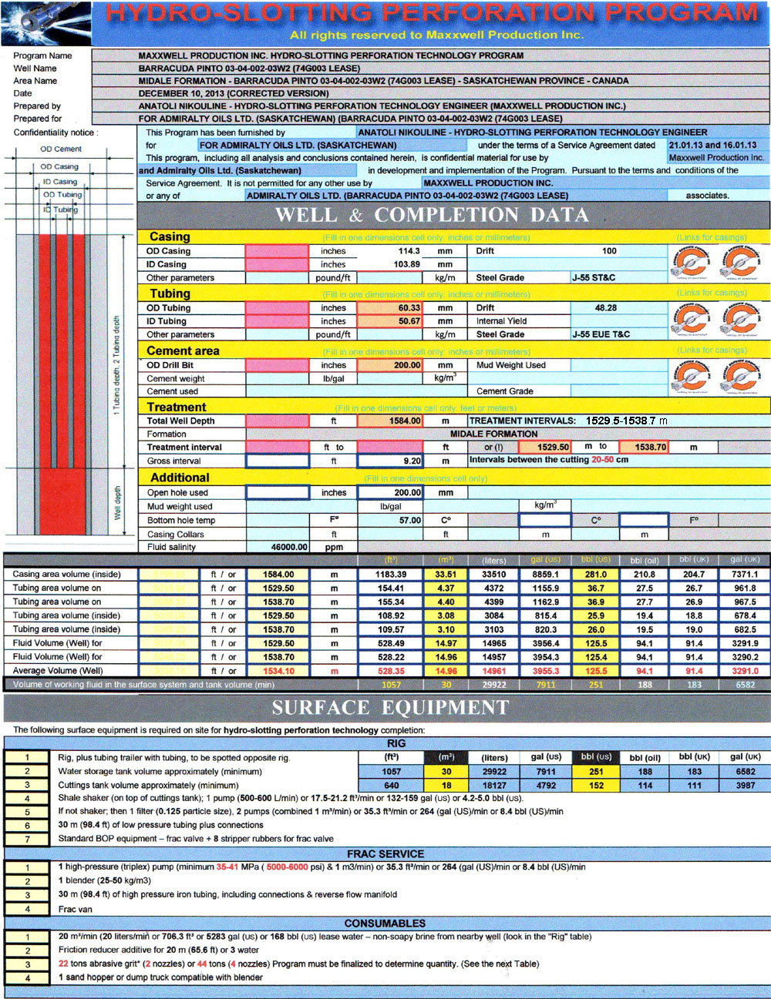 HYDRO-SLOTTING PERFORATION PROGRAM
All rights reserved to Maxxwell Production Inc.
Program Name MAXXWELL PRODUCTION INC. HYDRO-SLOTTING PERFORATION TECHNOLOGY PROGRAM
Well Name BARRACUDA PINTO 03-04-002-03W2 (74G003 LEASE)
Area Name MIDALE FORMATION - BARRACUDA PINTO 03-04-002-03W2 (74G003 LEASE) - SASKATCHEWAN PROVINCE - CANADA
Date DECEMBER 10, 2013 (CORRECTED VERSION)
Prepared by ANATOLI NIKOULINE - HYDRO-SLOTTING PERFORATION TECHNOLOGY ENGINEER (MAXXWELL PRODUCTION INC.)
Prepared for FOR ADMIRALTY OILS LTD. (SASKATCHEWAN) (BARRACUDA PINTO 03-04-002-03W2 (74G003 LEASE)
Confidentiality notice : This Program has been furnished by ANATOLI NIKOULINE - HYDRO-SLOTTING PERFORATION TECHNOLOGY ENGINEER
for FOR ADMIRALTY OILS LTD. (SASKATCHEWAN) under the terms of a Service Agreement dated 21.01.13 and 16.01.13
This program, including all analysis and conclusions contained herein, is confidential material for use by Maxxwell Production Inc.
and Admiralty Oils Ltd. (Saskatchewan) in development and implementation of the Program. Pursuant to the terms and conditions of the
Service Agreement. It is not permitted for any other use by MAXXWELL PRODUCTION INC.
or any of ADMIRALTY OILS LTD. (BARRACUDA PINTO 03-04-002-03W2 (74G003 LEASE) associates.
OD Cement
OD Casing
ID Casing
OD Tubing
ID Tubing
1 Tubing depth, 2 Tubing depth
Well depth
WELL & COMPLETION DATA
Casing (Fill in one dimensions cell only: inches or millimeters) (Links for casings)
OD Casing inches 114.3 mm Drift 100
ID Casing inches 103.89 mm
Other parameters pound/ft kg/m Steel Grade J-55 ST&C
Tubing (Fill in one dimensions cell only: inches or millimeters) (Links for casings)
OD Tubing inches 60.33 mm Drift 48.28
ID Tubing inches 50.67 mm Internal Yield
Other parameters pound/ft kg/m Steel Grade J-55 EUE T&C
Cement area (Fill in one dimensions cell only: inches or millimeters) (Links for casings)
OD Drill Bit inches 200.00 mm Mud Weight Used
Cement weight lb/gal kg/m³
Cement used Cement Grade
Treatment (Fill in one dimensions cell only: feet or meters)
Total Well Depth ft 1584.00 m TREATMENT INTERVALS: 1529.5-1538.7 m
Formation MIDALE FORMATION
Treatment interval ft to ft or (!) 1529.50 m to 1538.70 m
Gross interval ft 9.20 m Intervals between the cutting 20-50 cm
Additional (Fill in one dimensions cell only)
Open hole used inches 200.00 mm
Mud weight used lb/gal kg/m³
Bottom hole temp Fº 57.00 Cº Cº Fº
Casing Collars ft ft m m
Fluid salinity 46000.00 ppm
(ft³) (m³) (liters) gal (US) bbl (US) bbl (oil) bbl (UK) gal (UK)
Casing area volume (inside) ft / or 1584.00 m 1183.39 33.51 33510 8859.1 281.0 210.8 204.7 7371.1
Tubing area volume on ft / or 1529.50 m 154.41 4.37 4372 1155.9 36.7 27.5 26.7 961.8
Tubing area volume on ft / or 1538.70 m 155.34 4.40 4399 1162.9 36.9 27.7 26.9 967.5
Tubing area volume (inside) ft / or 1529.50 m 108.92 3.08 3084 815.4 25.9 19.4 18.8 678.4
Tubing area volume (inside) ft / or 1538.70 m 109.57 3.10 3103 820.3 26.0 19.5 19.0 682.5
Fluid Volume (Well) for ft / or 1529.50 m 528.49 14.97 14965 3956.4 125.5 94.1 91.4 3291.9
Fluid Volume (Well) for ft / or 1538.70 m 528.22 14.96 14957 3954.3 125.4 94.1 91.4 3290.2
Average Volume (Well) ft / or 1534.10 m 528.35 14.96 14961 3955.3 125.5 94.1 91.4 3291.0
Volume of working fluid in the surface system and tank volume (min) 1057 30 29922 7911 251 188 183 6582
SURFACE EQUIPMENT
The following surface equipment is required on site for hydro-slotting perforation technology completion:
RIG
1 Rig, plus tubing trailer with tubing, to be spotted opposite rig. (ft³) (m³) (liters) gal (US) bbl (US) bbl (oil) bbl (UK) gal (UK)
2 Water storage tank volume approximately (minimum) 1057 30 29922 7911 251 188 183 6582
3 Cuttings tank volume approximately (minimum) 640 18 18127 4792 152 114 111 3987
4 Shale shaker (on top of cuttings tank); 1 pump (500-600 L/min) or 17.5-21.2 ft³/min or 132-159 gal (US) or 4.2-5.0 bbl (US).
5 If not shaker; then 1 filter (0.125 particle size), 2 pumps (combined 1 m³/min) or 35.3 ft³/min or 264 (gal (US)/min or 8.4 bbl (US)/min
6 30 m (98.4 ft) of low pressure tubing plus connections
7 Standard BOP equipment – frac valve + 8 stripper rubbers for frac valve
FRAC SERVICE
1 1 high-pressure (triplex) pump (minimum 35-41 MPa ( 5000-6000 psi) & 1 m3/min) or 35.3 ft³/min or 264 (gal (US)/min or 8.4 bbl (US)/min
2 1 blender (25-50 kg/m3)
3 30 m (98.4 ft) of high pressure iron tubing, including connections & reverse flow manifold
4 Frac van
CONSUMABLES
1 20 m³/min (20 liters/min or 706.3 ft³ or 5283 gal (US) or 168 bbl (US) lease water – non-soapy brine from nearby well (look in the "Rig" table)
2 Friction reducer additive for 20 m (65.6 ft) or 3 water
3 22 tons abrasive grit* (2 nozzles) or 44 tons (4 nozzles) Program must be finalized to determine quantity. (See the next Table)
4 1 sand hopper or dump truck compatible with blender